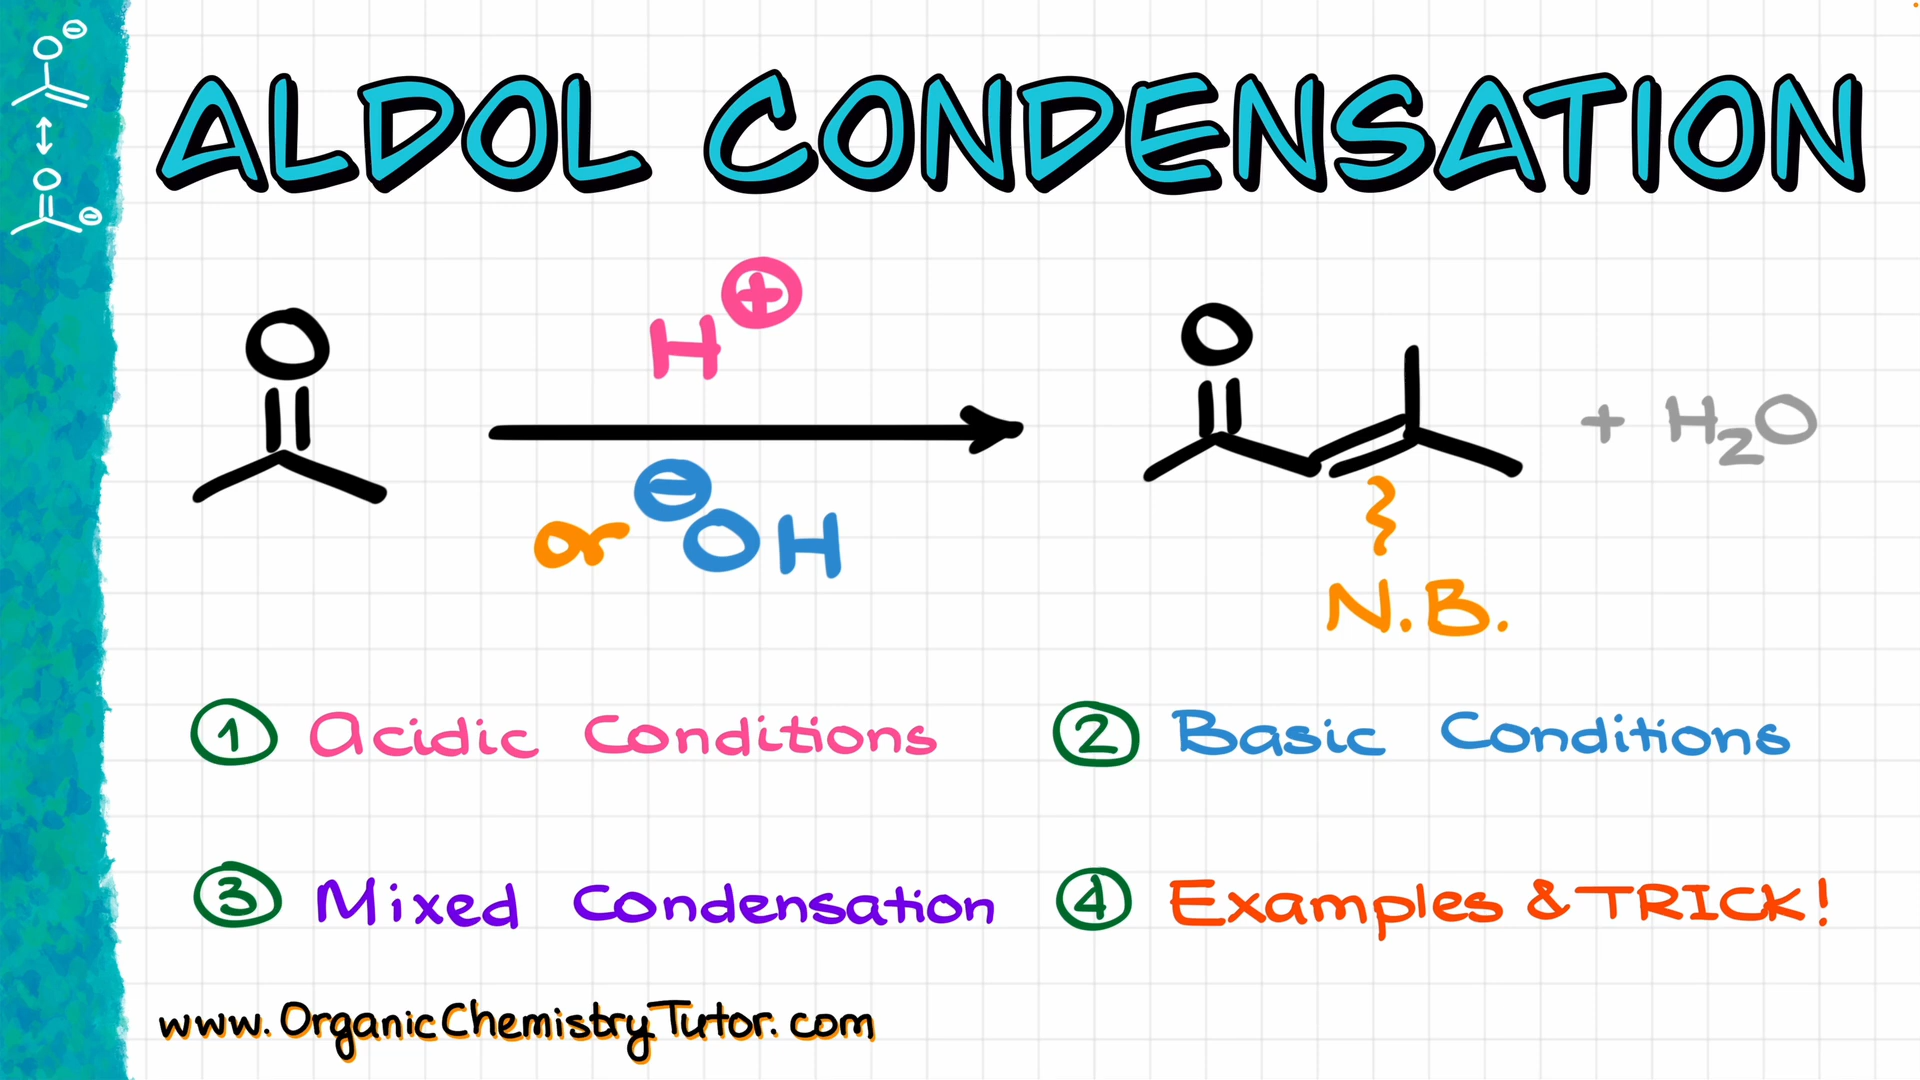 O⊖
O
⊖
ALDOL CONDENSATION
O
H⊕
or ⊖OH
O
+ H₂O
N.B.
① Acidic Conditions
② Basic Conditions
③ Mixed Condensation
④ Examples & TRICK!
www.OrganicChemistryTutor.com